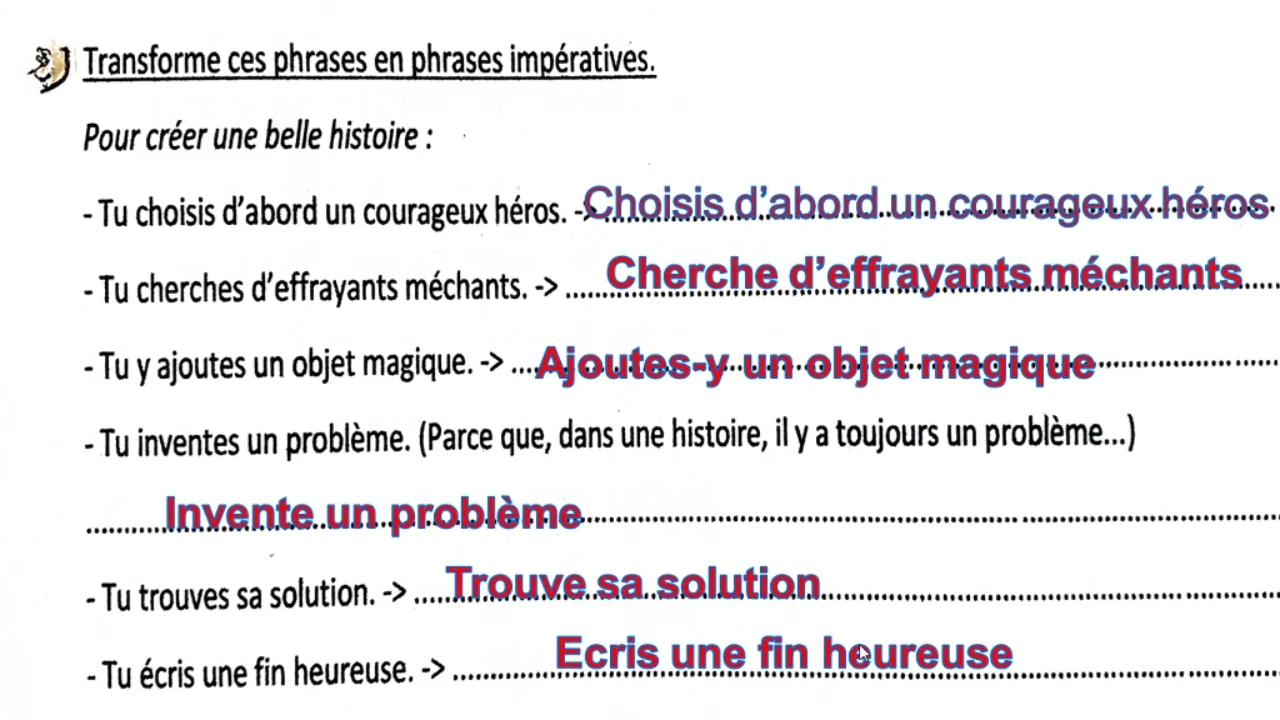 Transforme ces phrases en phrases impératives.
Pour créer une belle histoire :
- Tu choisis d'abord un courageux héros. -> Choisis d'abord un courageux héros
- Tu cherches d'effrayants méchants. -> Cherche d'effrayants méchants
- Tu y ajoutes un objet magique. -> Ajoutes-y un objet magique
- Tu inventes un problème. (Parce que, dans une histoire, il y a toujours un problème...)
Invente un problème
- Tu trouves sa solution. -> Trouve sa solution
- Tu écris une fin heureuse. -> Ecris une fin heureuse